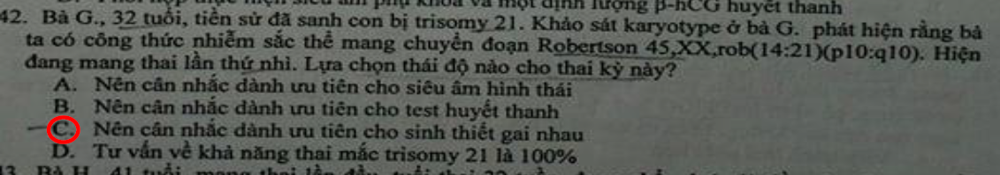 siêu âm phụ khoa và một định lượng β-hCG huyết thanh
42. Bà G., 32 tuổi, tiền sử đã sanh con bị trisomy 21. Khảo sát karyotype ở bà G. phát hiện rằng bà
ta có công thức nhiễm sắc thể mang chuyển đoạn Robertson 45,XX,rob(14:21)(p10:q10). Hiện
đang mang thai lần thứ nhì. Lựa chọn thái độ nào cho thai kỳ này?
A. Nên cân nhắc dành ưu tiên cho siêu âm hình thái
B. Nên cân nhắc dành ưu tiên cho test huyết thanh
C. Nên cân nhắc dành ưu tiên cho sinh thiết gai nhau
D. Tư vấn về khả năng thai mắc trisomy 21 là 100%
43. Bà H., 41 tuổi, mang thai lần đầu, tuổi thai